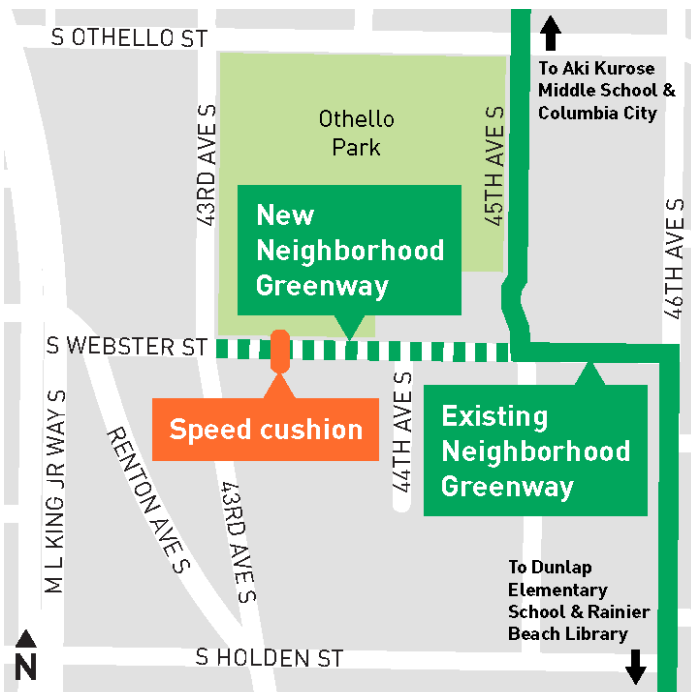 S OTHELLO ST
To Aki Kurose
Middle School &
Columbia City
Othello
Park
43RD AVE S
45TH AVE S
46TH AVE S
New
Neighborhood
Greenway
S WEBSTER ST
Speed cushion
44TH AVE S
Existing
Neighborhood
Greenway
M L KING JR WAY S
RENTON AVE S
43RD AVE S
To Dunlap
Elementary
School & Rainier
Beach Library
N
S HOLDEN ST